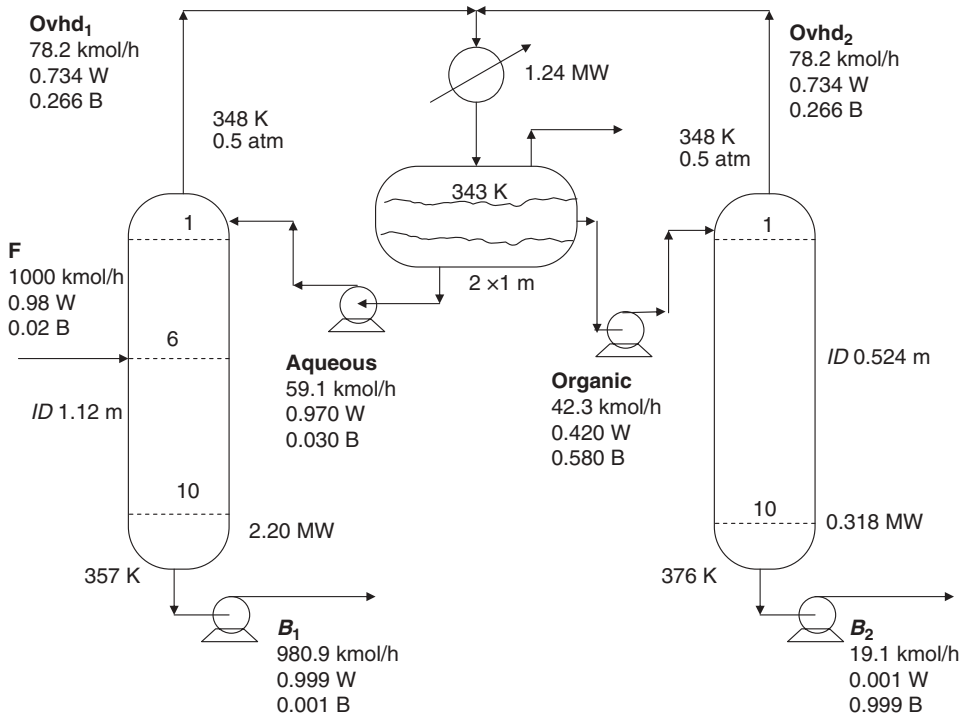 Ovhd1
78.2 kmol/h
0.734 W
0.266 B
1.24 MW
Ovhd2
78.2 kmol/h
0.734 W
0.266 B
348 K
0.5 atm
348 K
0.5 atm
343 K
1
1
2 ×1 m
F
1000 kmol/h
0.98 W
0.02 B
6
ID 1.12 m
Aqueous
59.1 kmol/h
0.970 W
0.030 B
Organic
42.3 kmol/h
0.420 W
0.580 B
ID 0.524 m
10
2.20 MW
10
0.318 MW
357 K
376 K
B1
980.9 kmol/h
0.999 W
0.001 B
B2
19.1 kmol/h
0.001 W
0.999 B